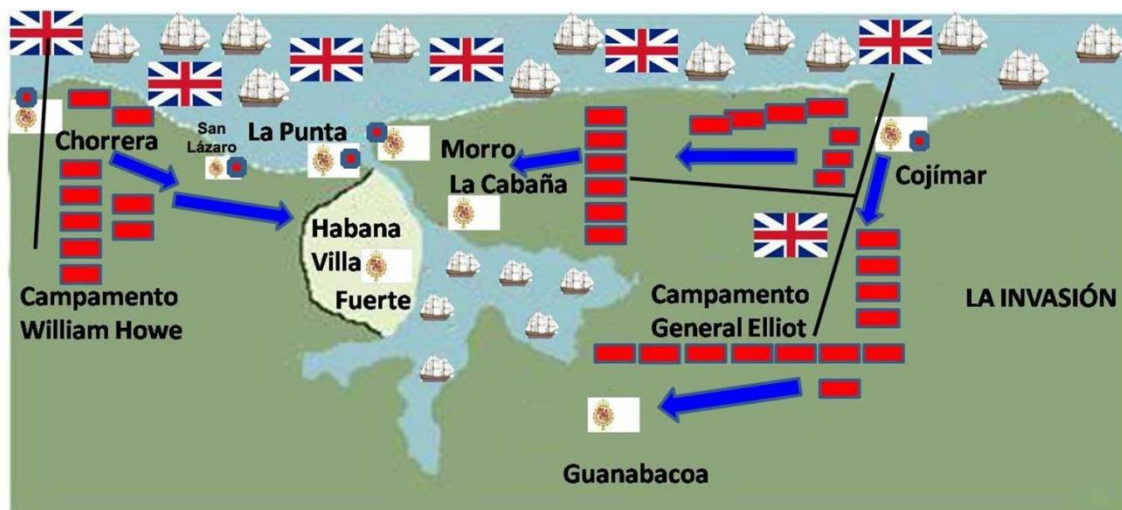 Chorrera
San
Lázaro
La Punta
Morro
La Cabaña
Cojímar
Habana
Villa
Fuerte
Campamento
William Howe
Campamento
General Elliot
LA INVASIÓN
Guanabacoa